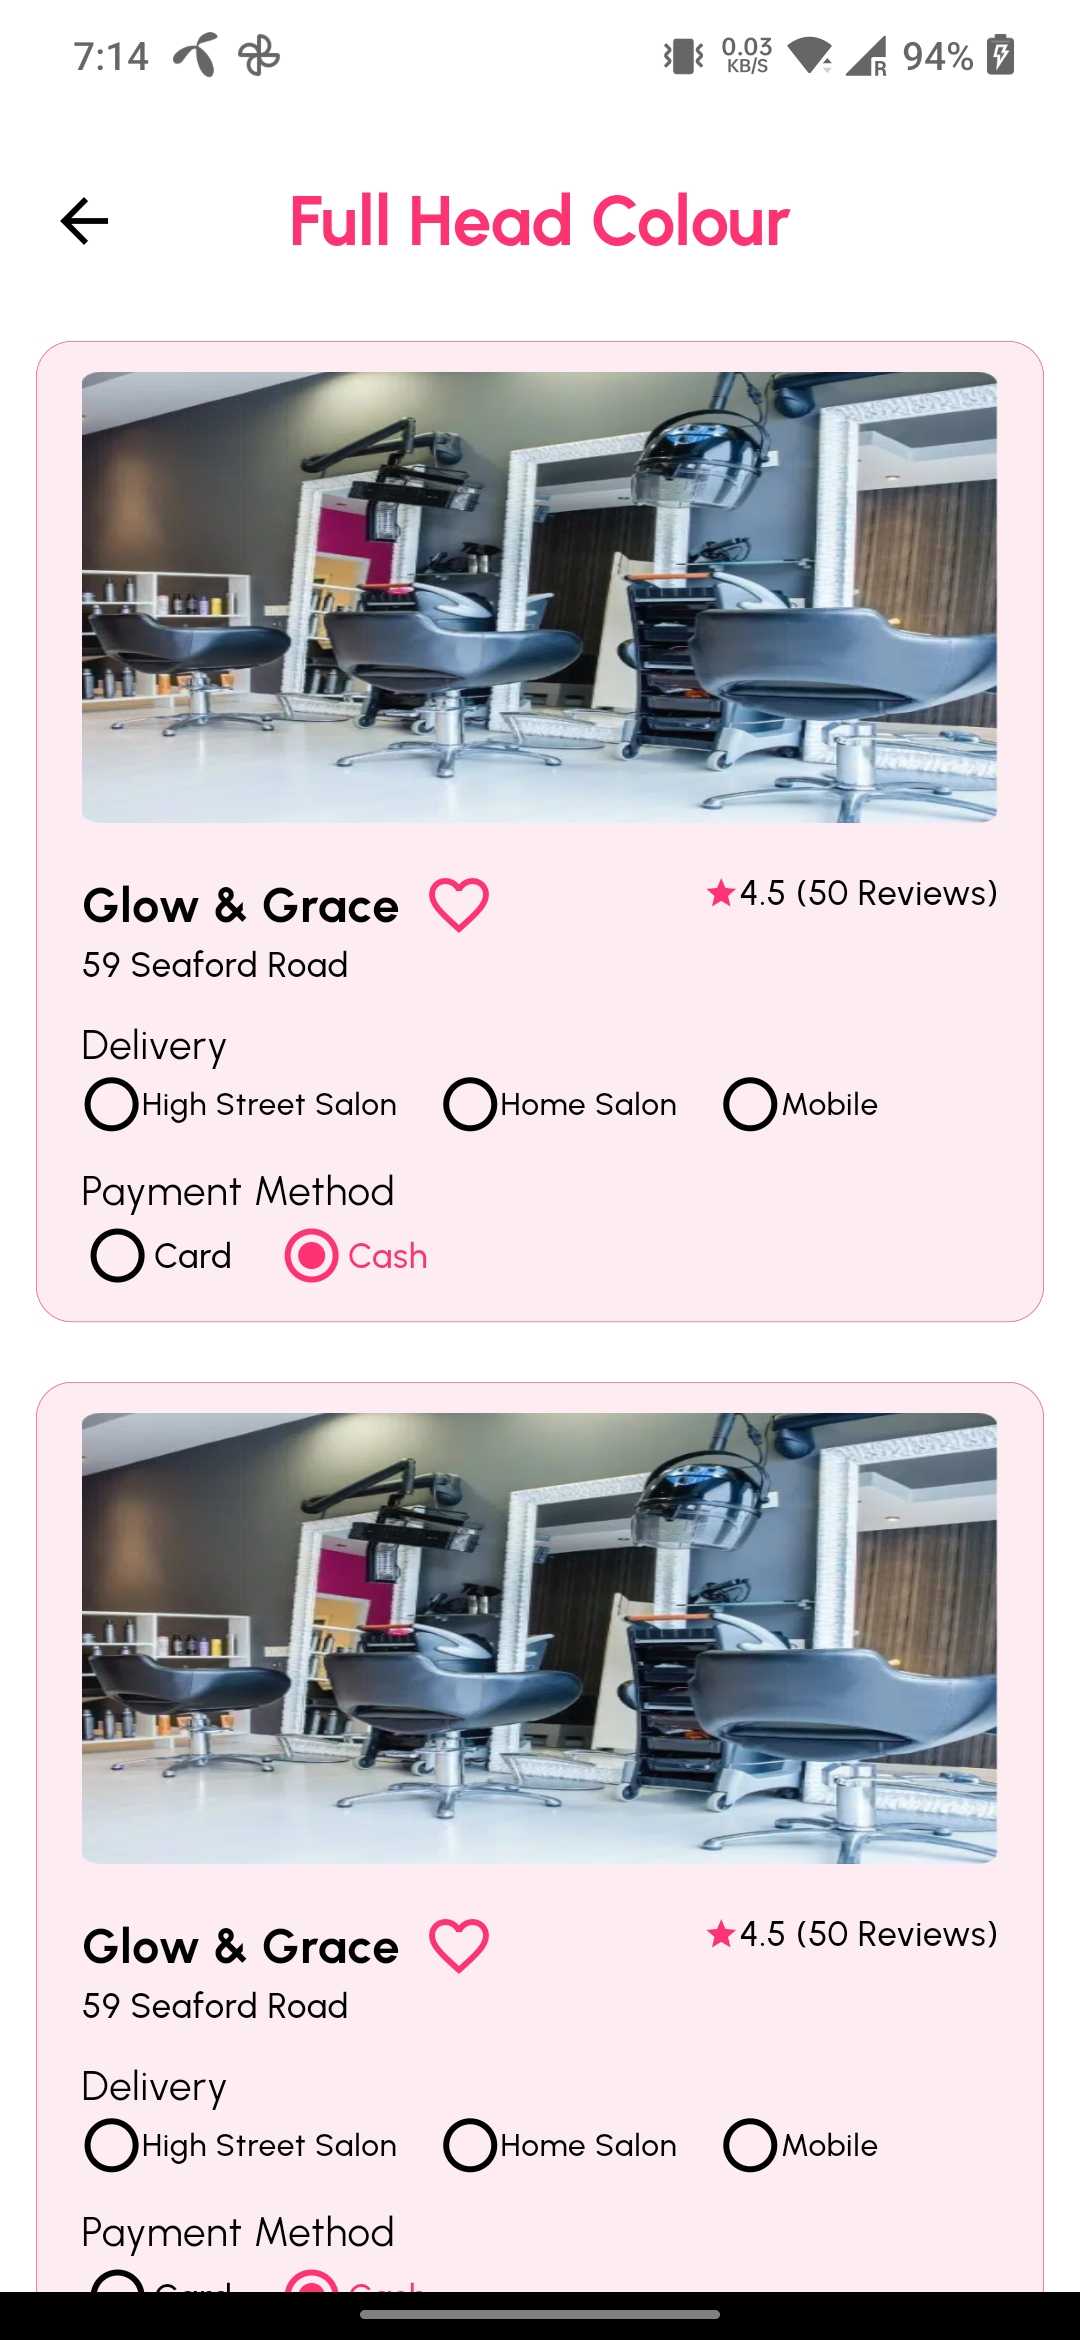 7:14 0.03 KB/S R 94%
Full Head Colour
Glow & Grace 4.5 (50 Reviews)
59 Seaford Road
Delivery
High Street Salon Home Salon Mobile
Payment Method
Card Cash
Glow & Grace 4.5 (50 Reviews)
59 Seaford Road
Delivery
High Street Salon Home Salon Mobile
Payment Method
Card Cash